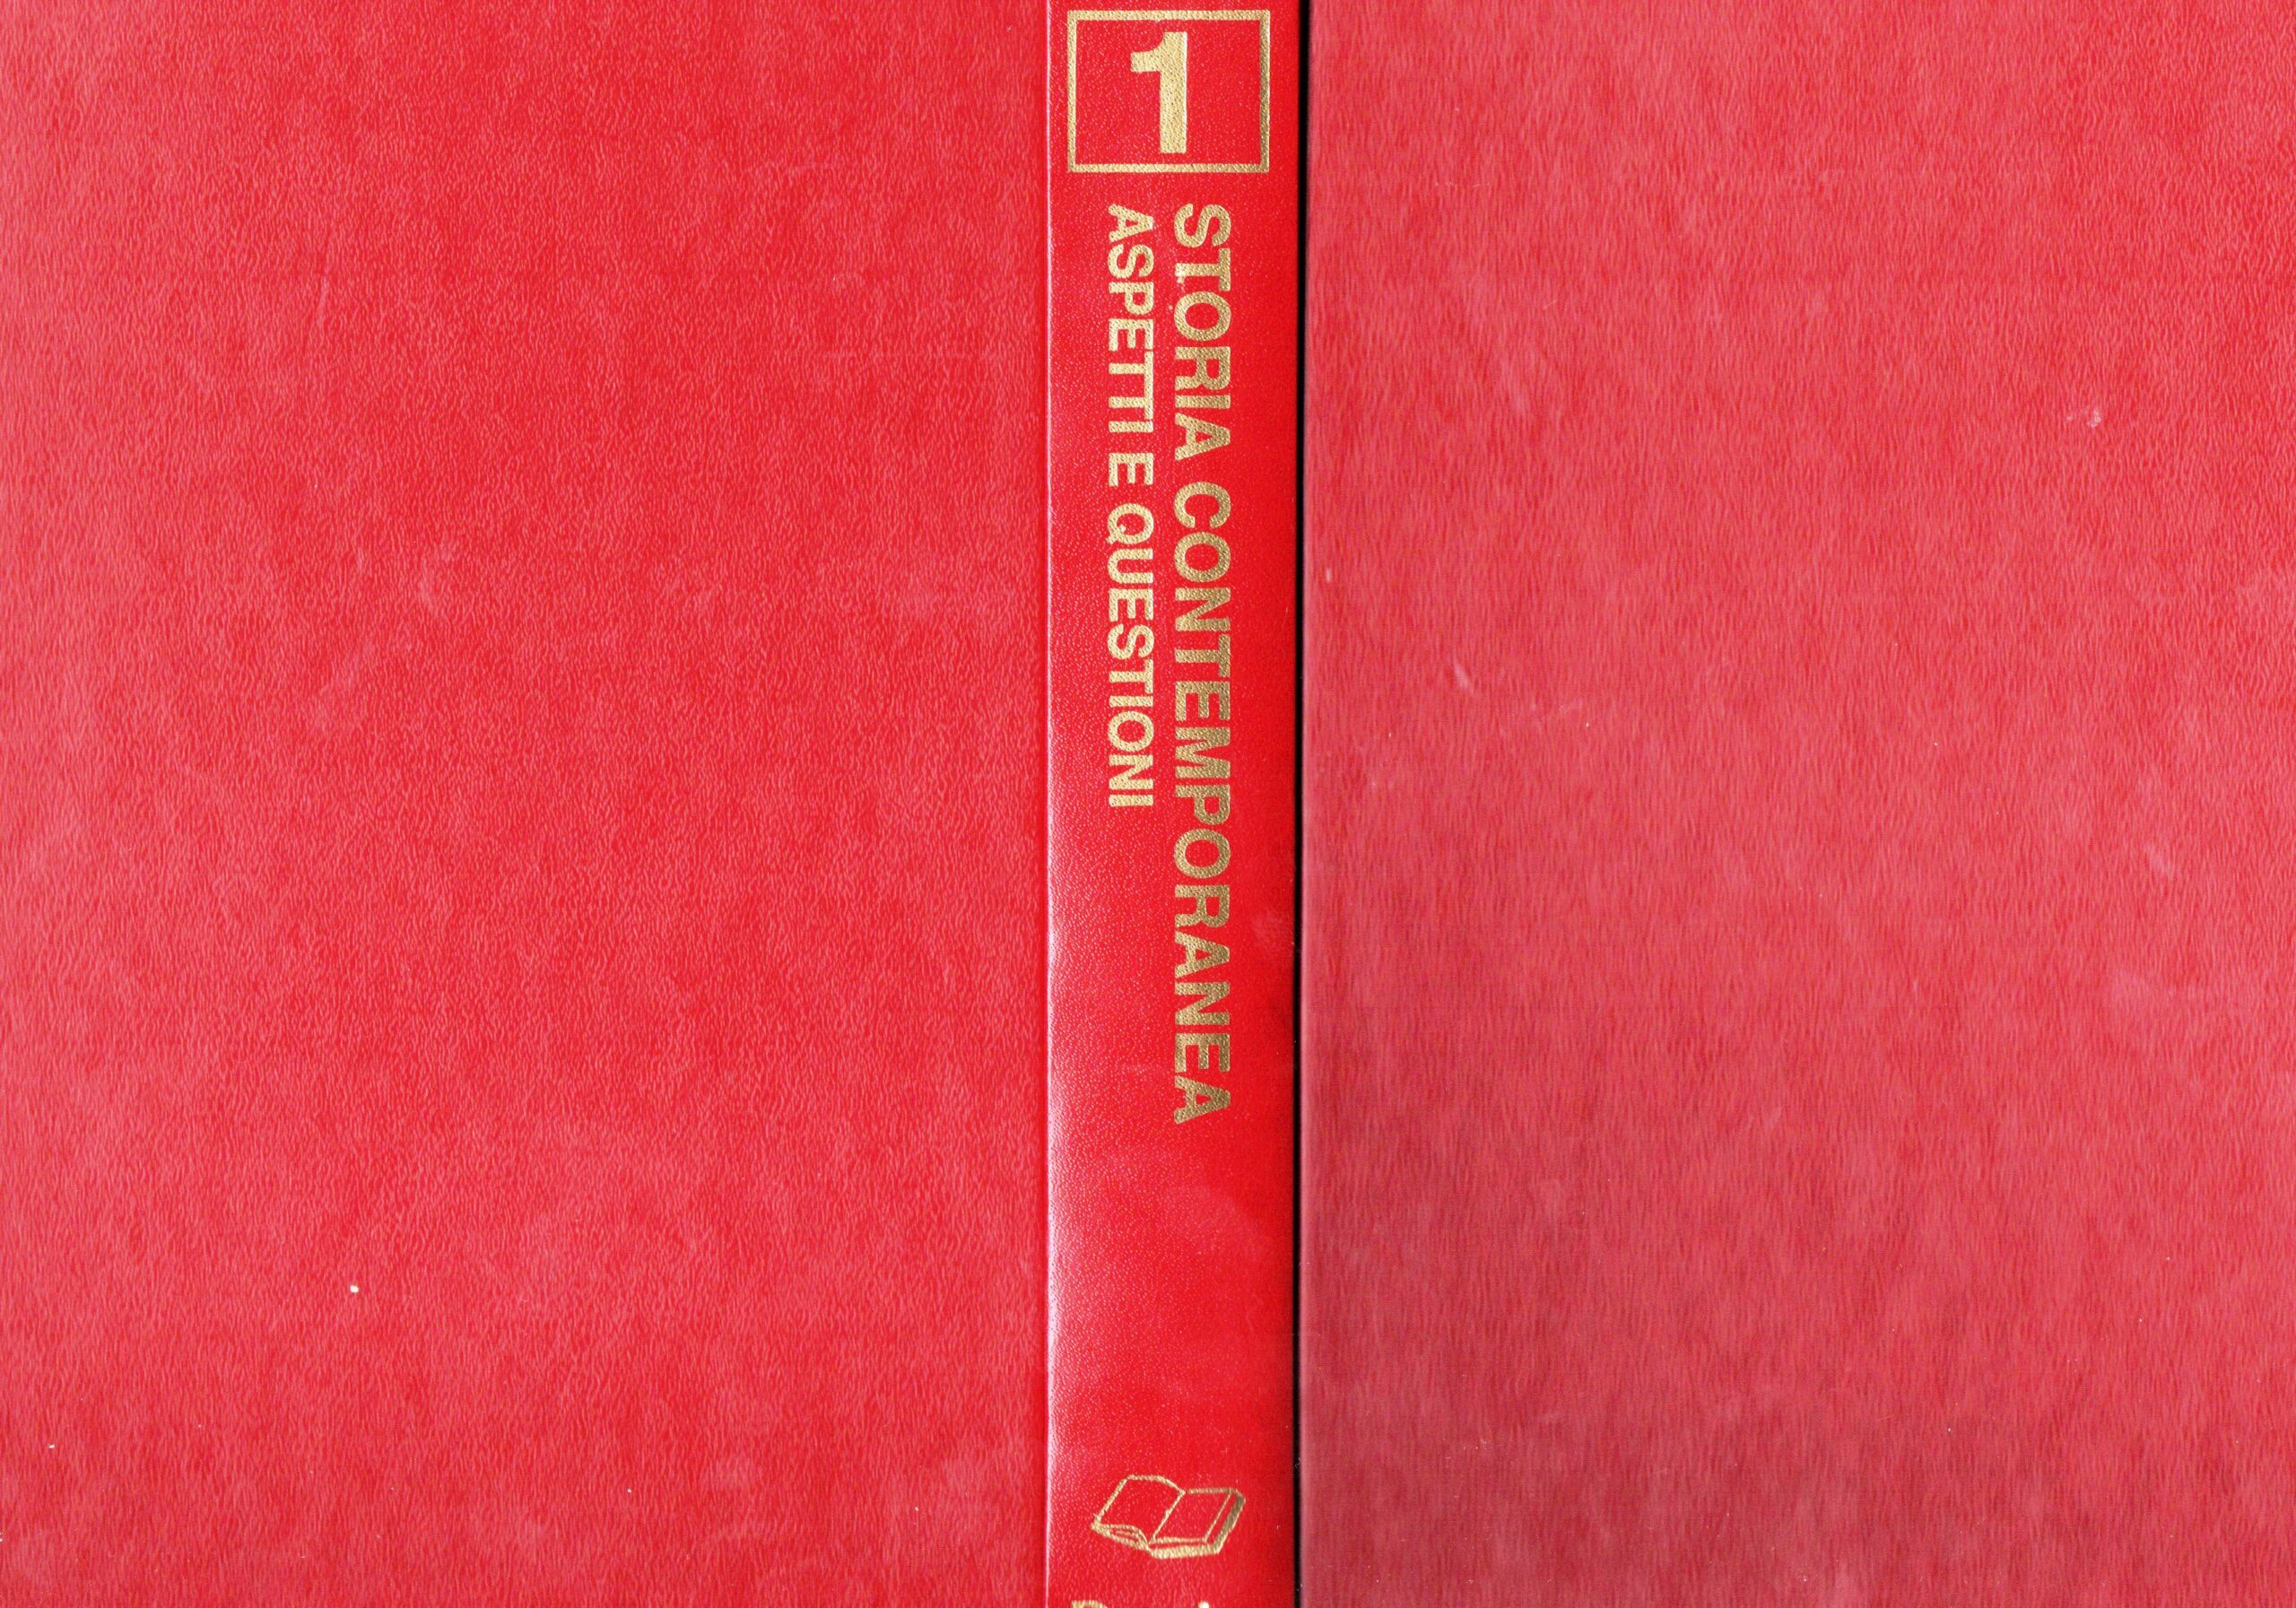 1
STORIA CONTEMPORANEA
ASPETTI E QUESTIONI